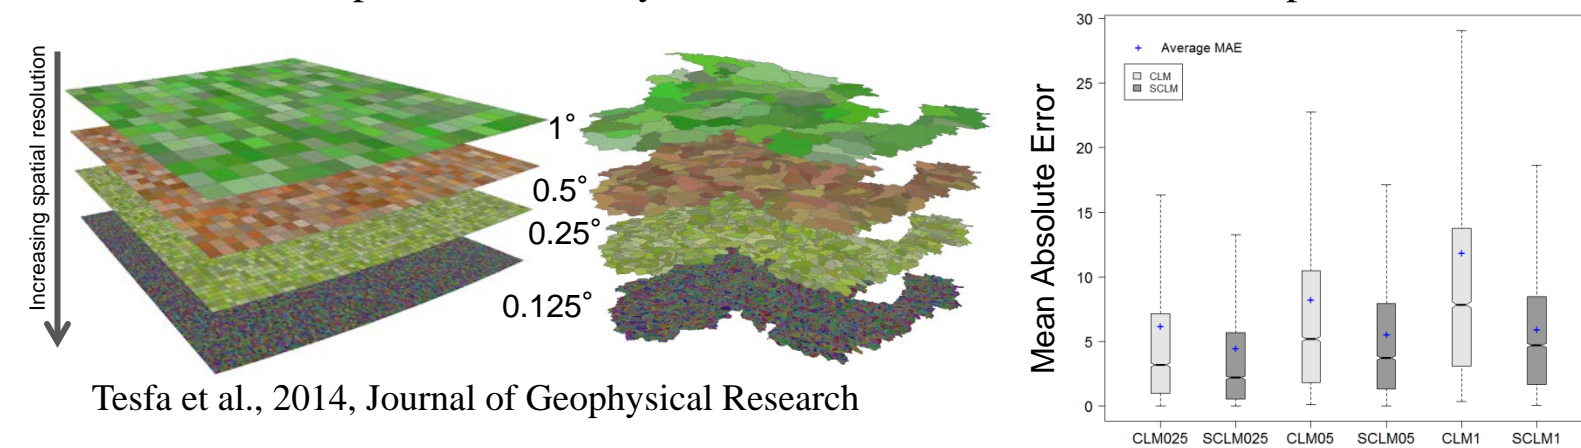 Increasing spatial resolution
1°
0.5°
0.25°
0.125°
Tesfa et al., 2014, Journal of Geophysical Research
Mean Absolute Error
30
25
20
15
10
5
0
+ Average MAE
CLM
SCLM
CLM025 SCLM025 CLM05 SCLM05 CLM1 SCLM1